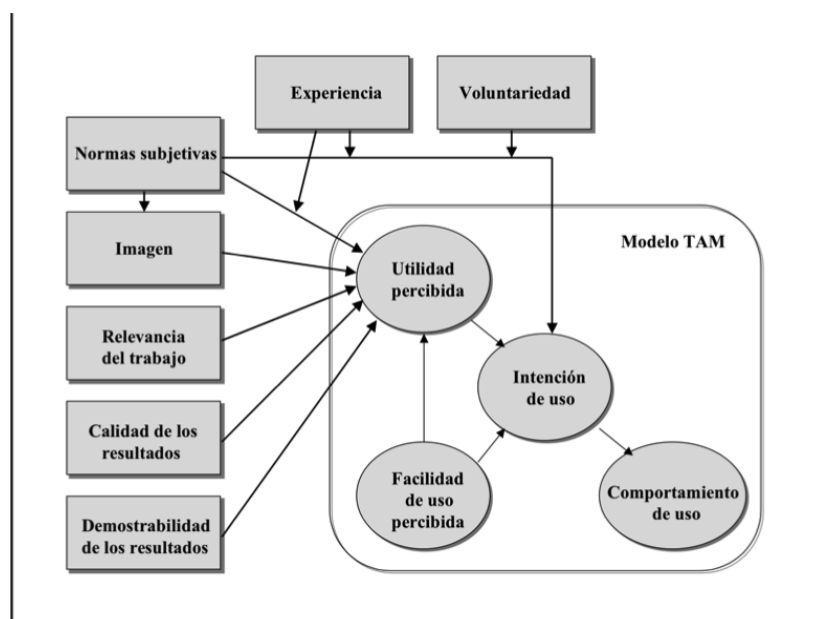 Experiencia
Voluntariedad
Normas subjetivas
Imagen
Modelo TAM
Utilidad
percibida
Relevancia
del trabajo
Intención
de uso
Calidad de los
resultados
Facilidad
de uso
percibida
Comportamiento
de uso
Demostrabilidad
de los resultados